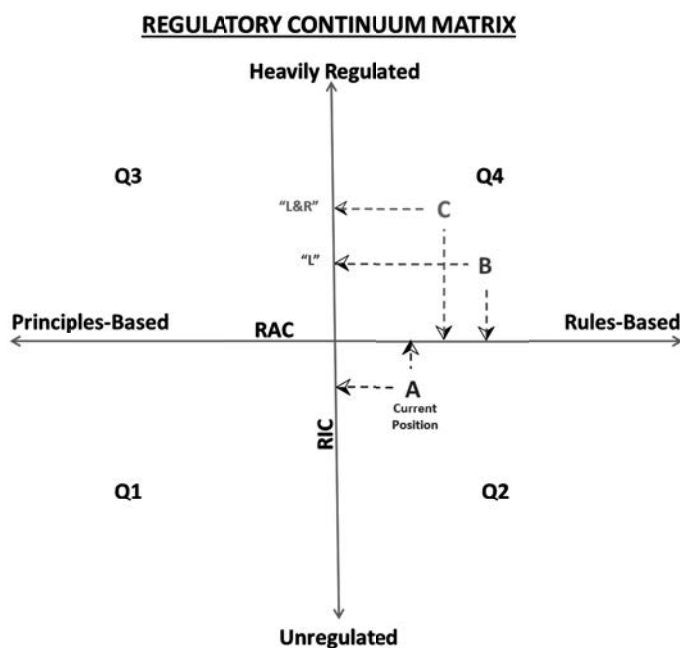 REGULATORY CONTINUUM MATRIX
Heavily Regulated
Q3
Q4
“L&R”
C
“L”
B
Principles-Based
RAC
Rules-Based
A
Current
Position
RIC
Q1
Q2
Unregulated